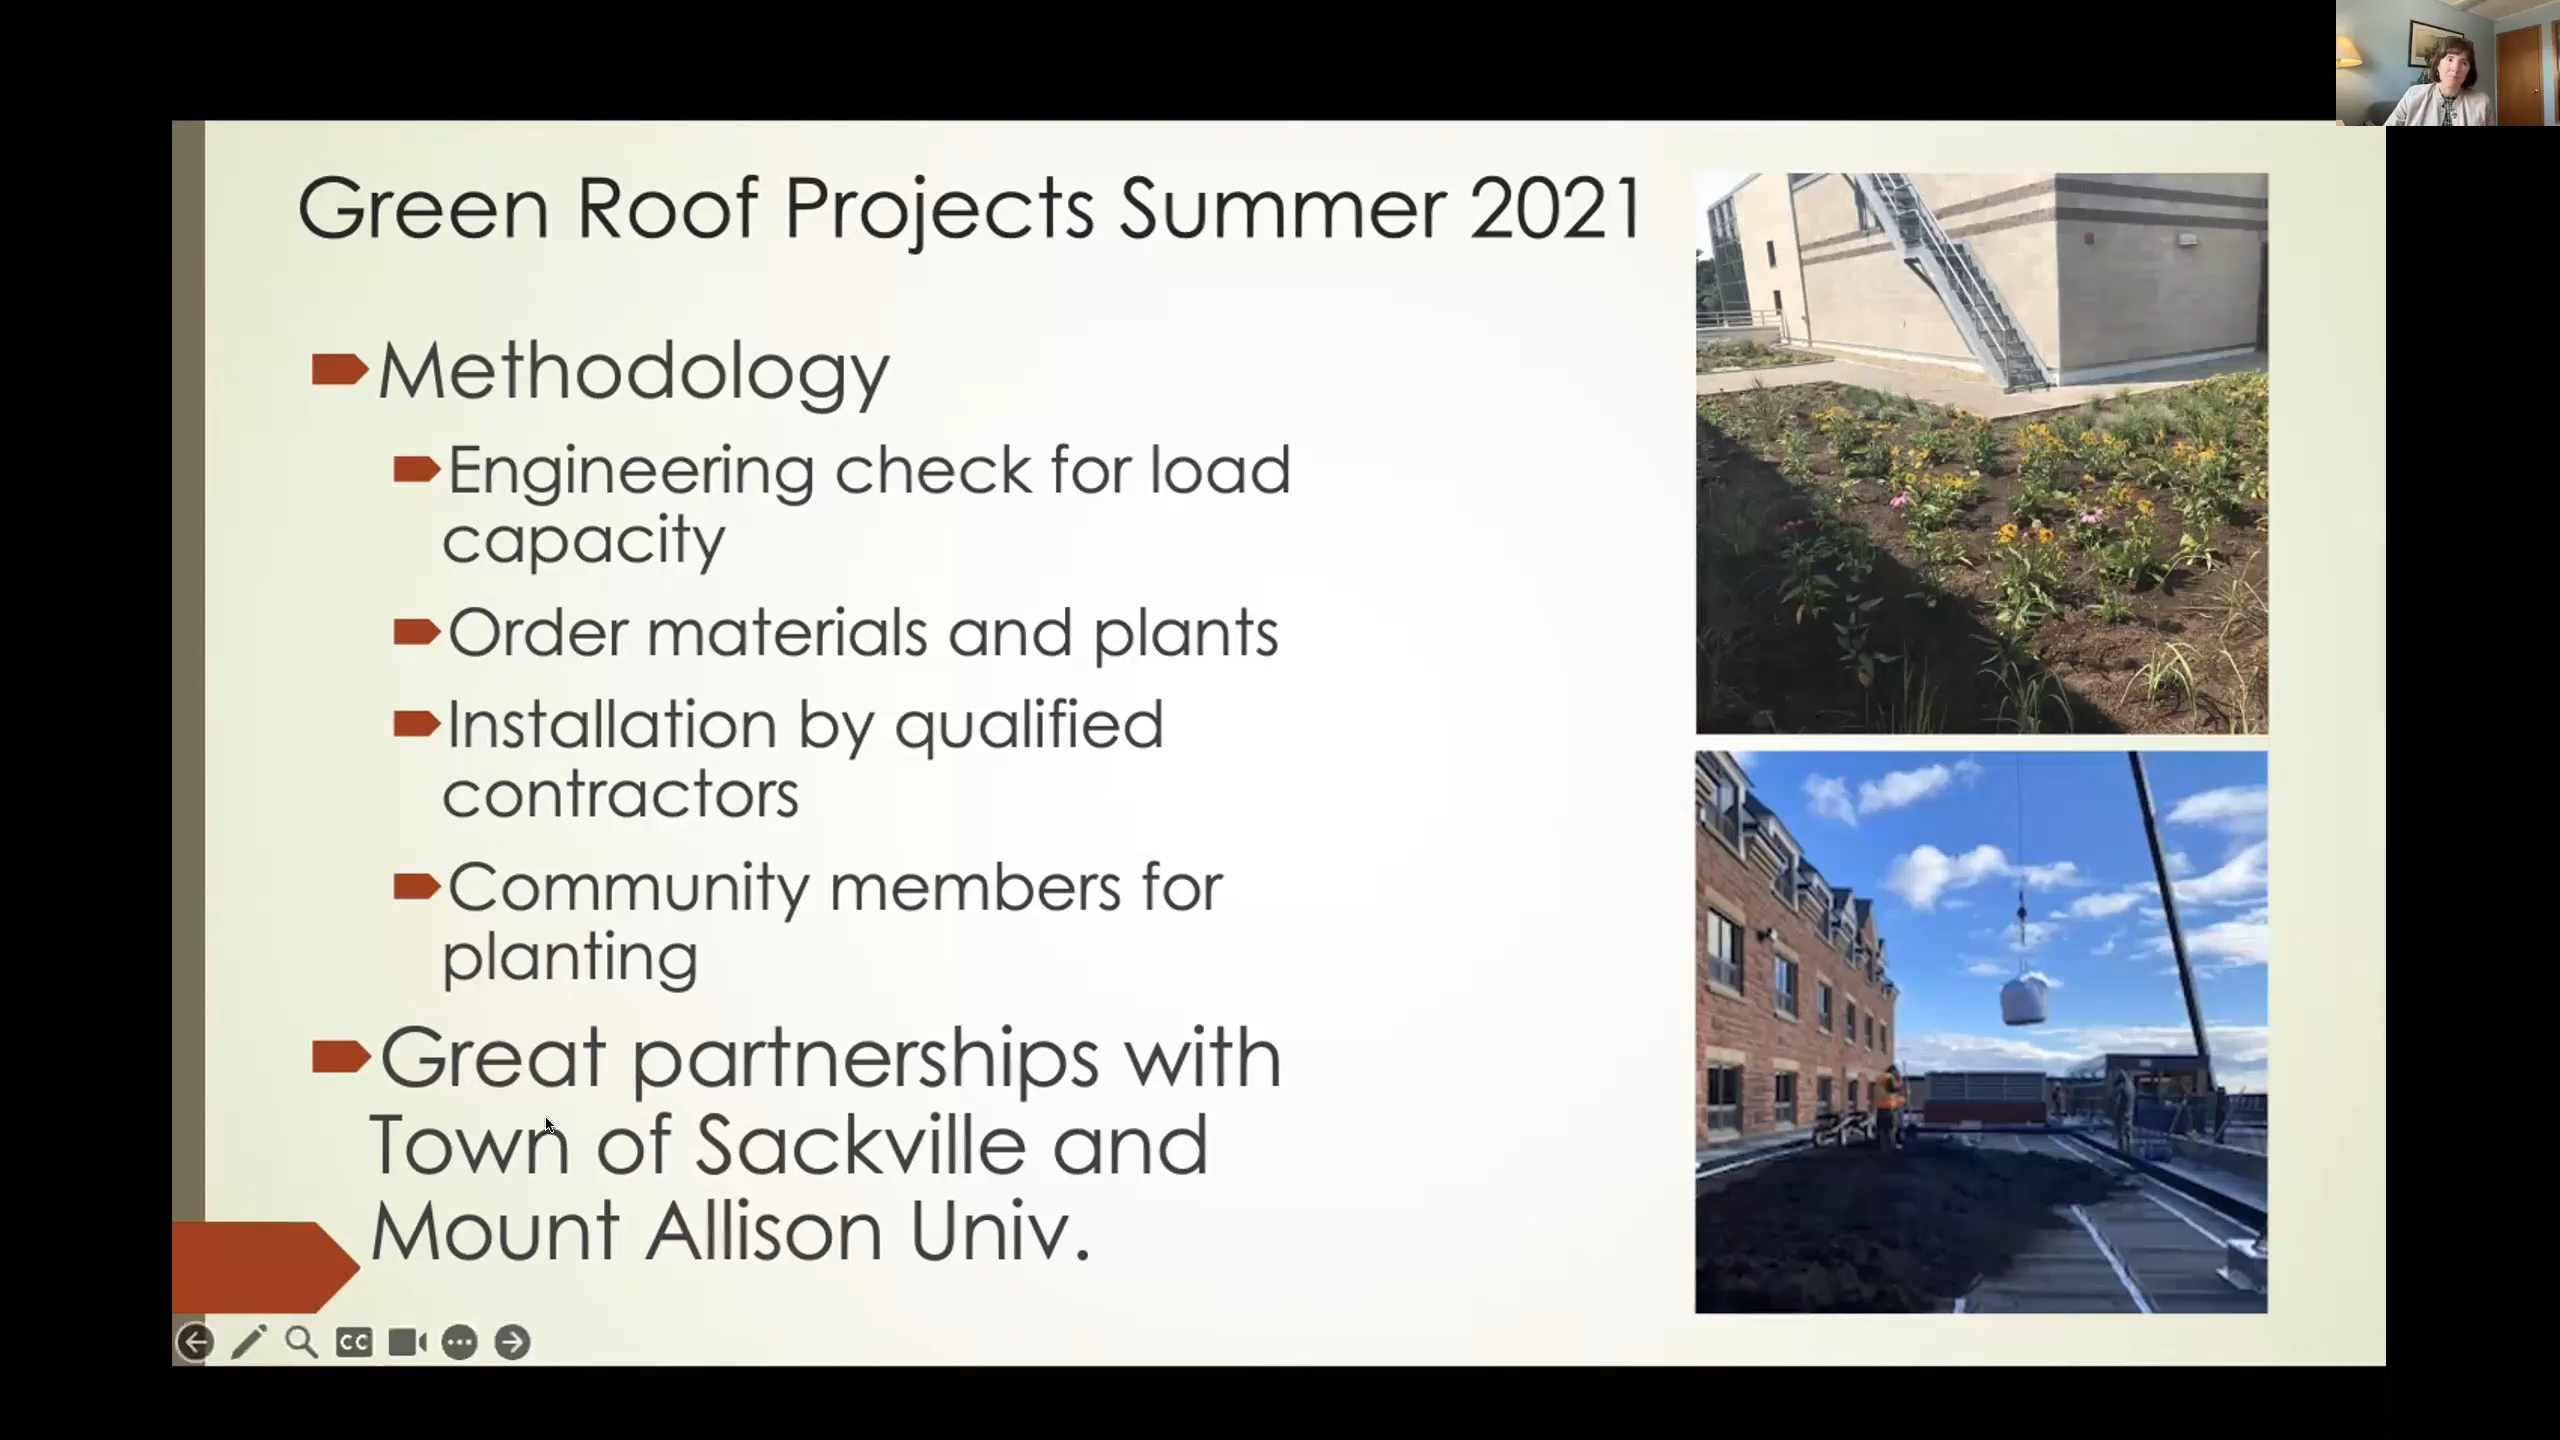 Green Roof Projects Summer 2021
Methodology
Engineering check for load
capacity
Order materials and plants
Installation by qualified
contractors
Community members for
planting
Great partnerships with
Town of Sackville and
Mount Allison Univ.
CC